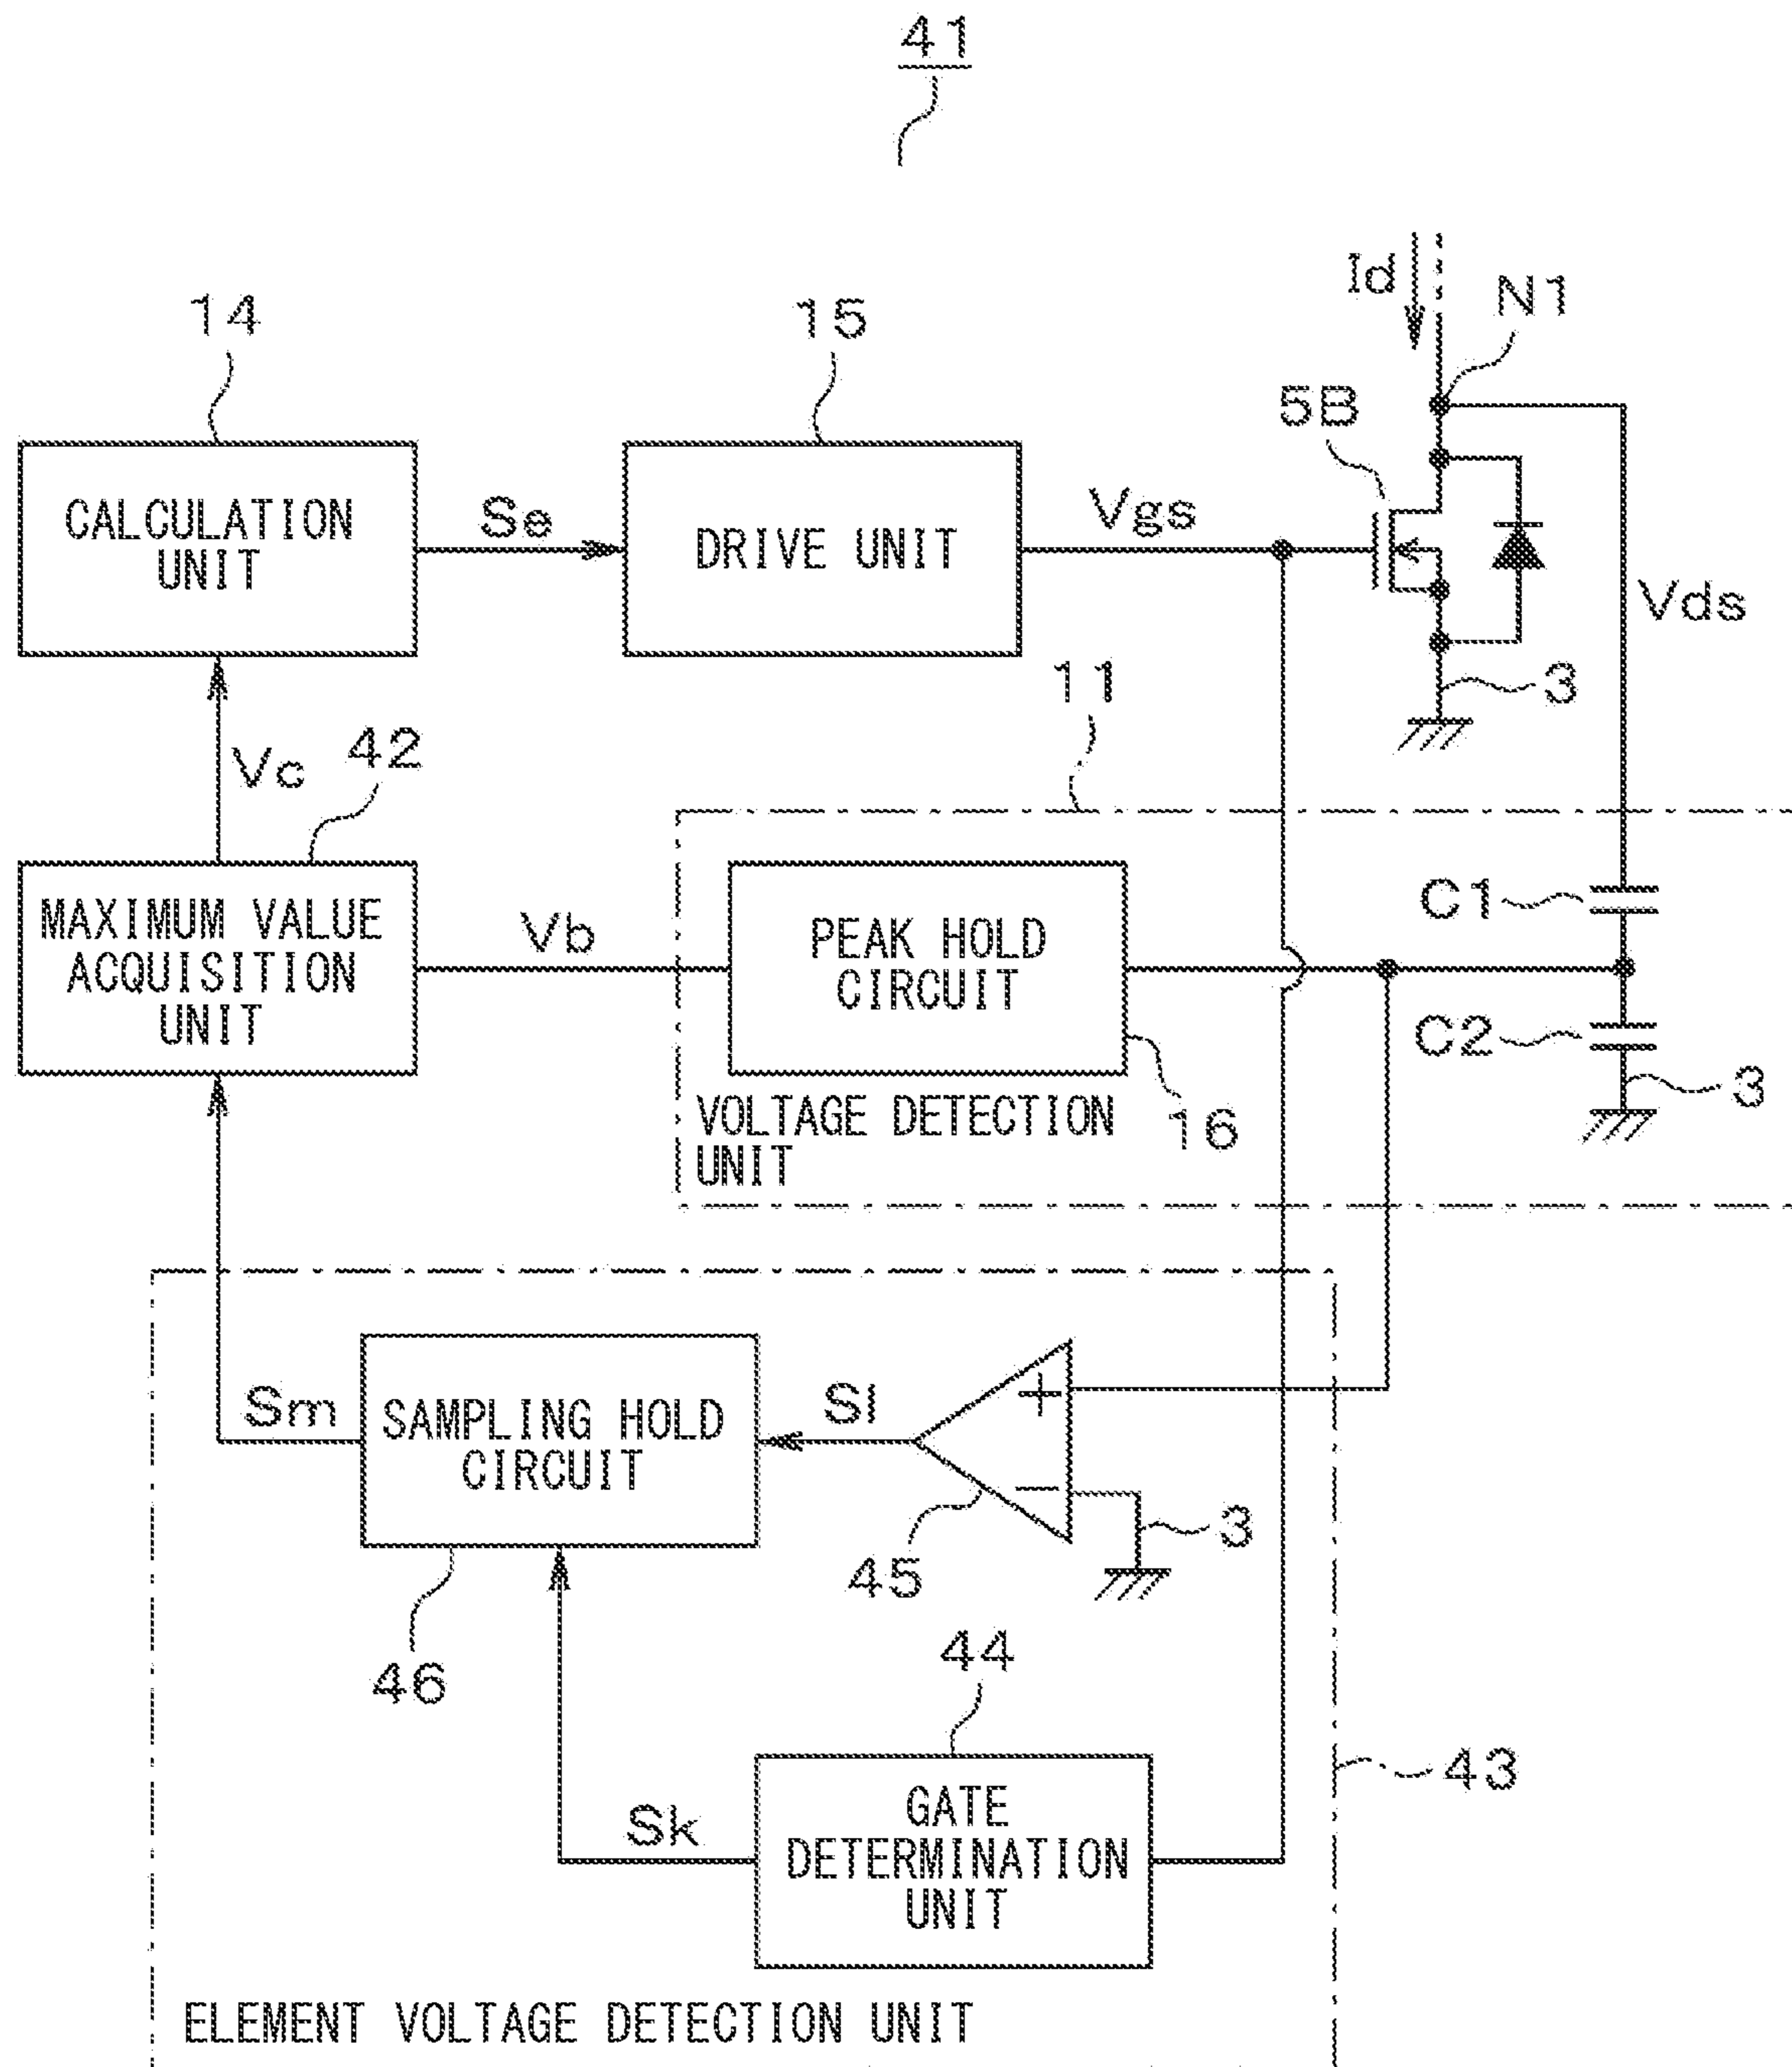 41
Id
N1
14
15
5B
CALCULATION
UNIT
Se
DRIVE UNIT
Vgs
Vds
3
11
Vc
42
MAXIMUM VALUE
ACQUISITION
UNIT
Vb
PEAK HOLD
CIRCUIT
C1
C2
3
16
VOLTAGE DETECTION
UNIT
Sm
SAMPLING HOLD
CIRCUIT
Sl
+
−
3
45
46
44
43
Sk
GATE
DETERMINATION
UNIT
ELEMENT VOLTAGE DETECTION UNIT